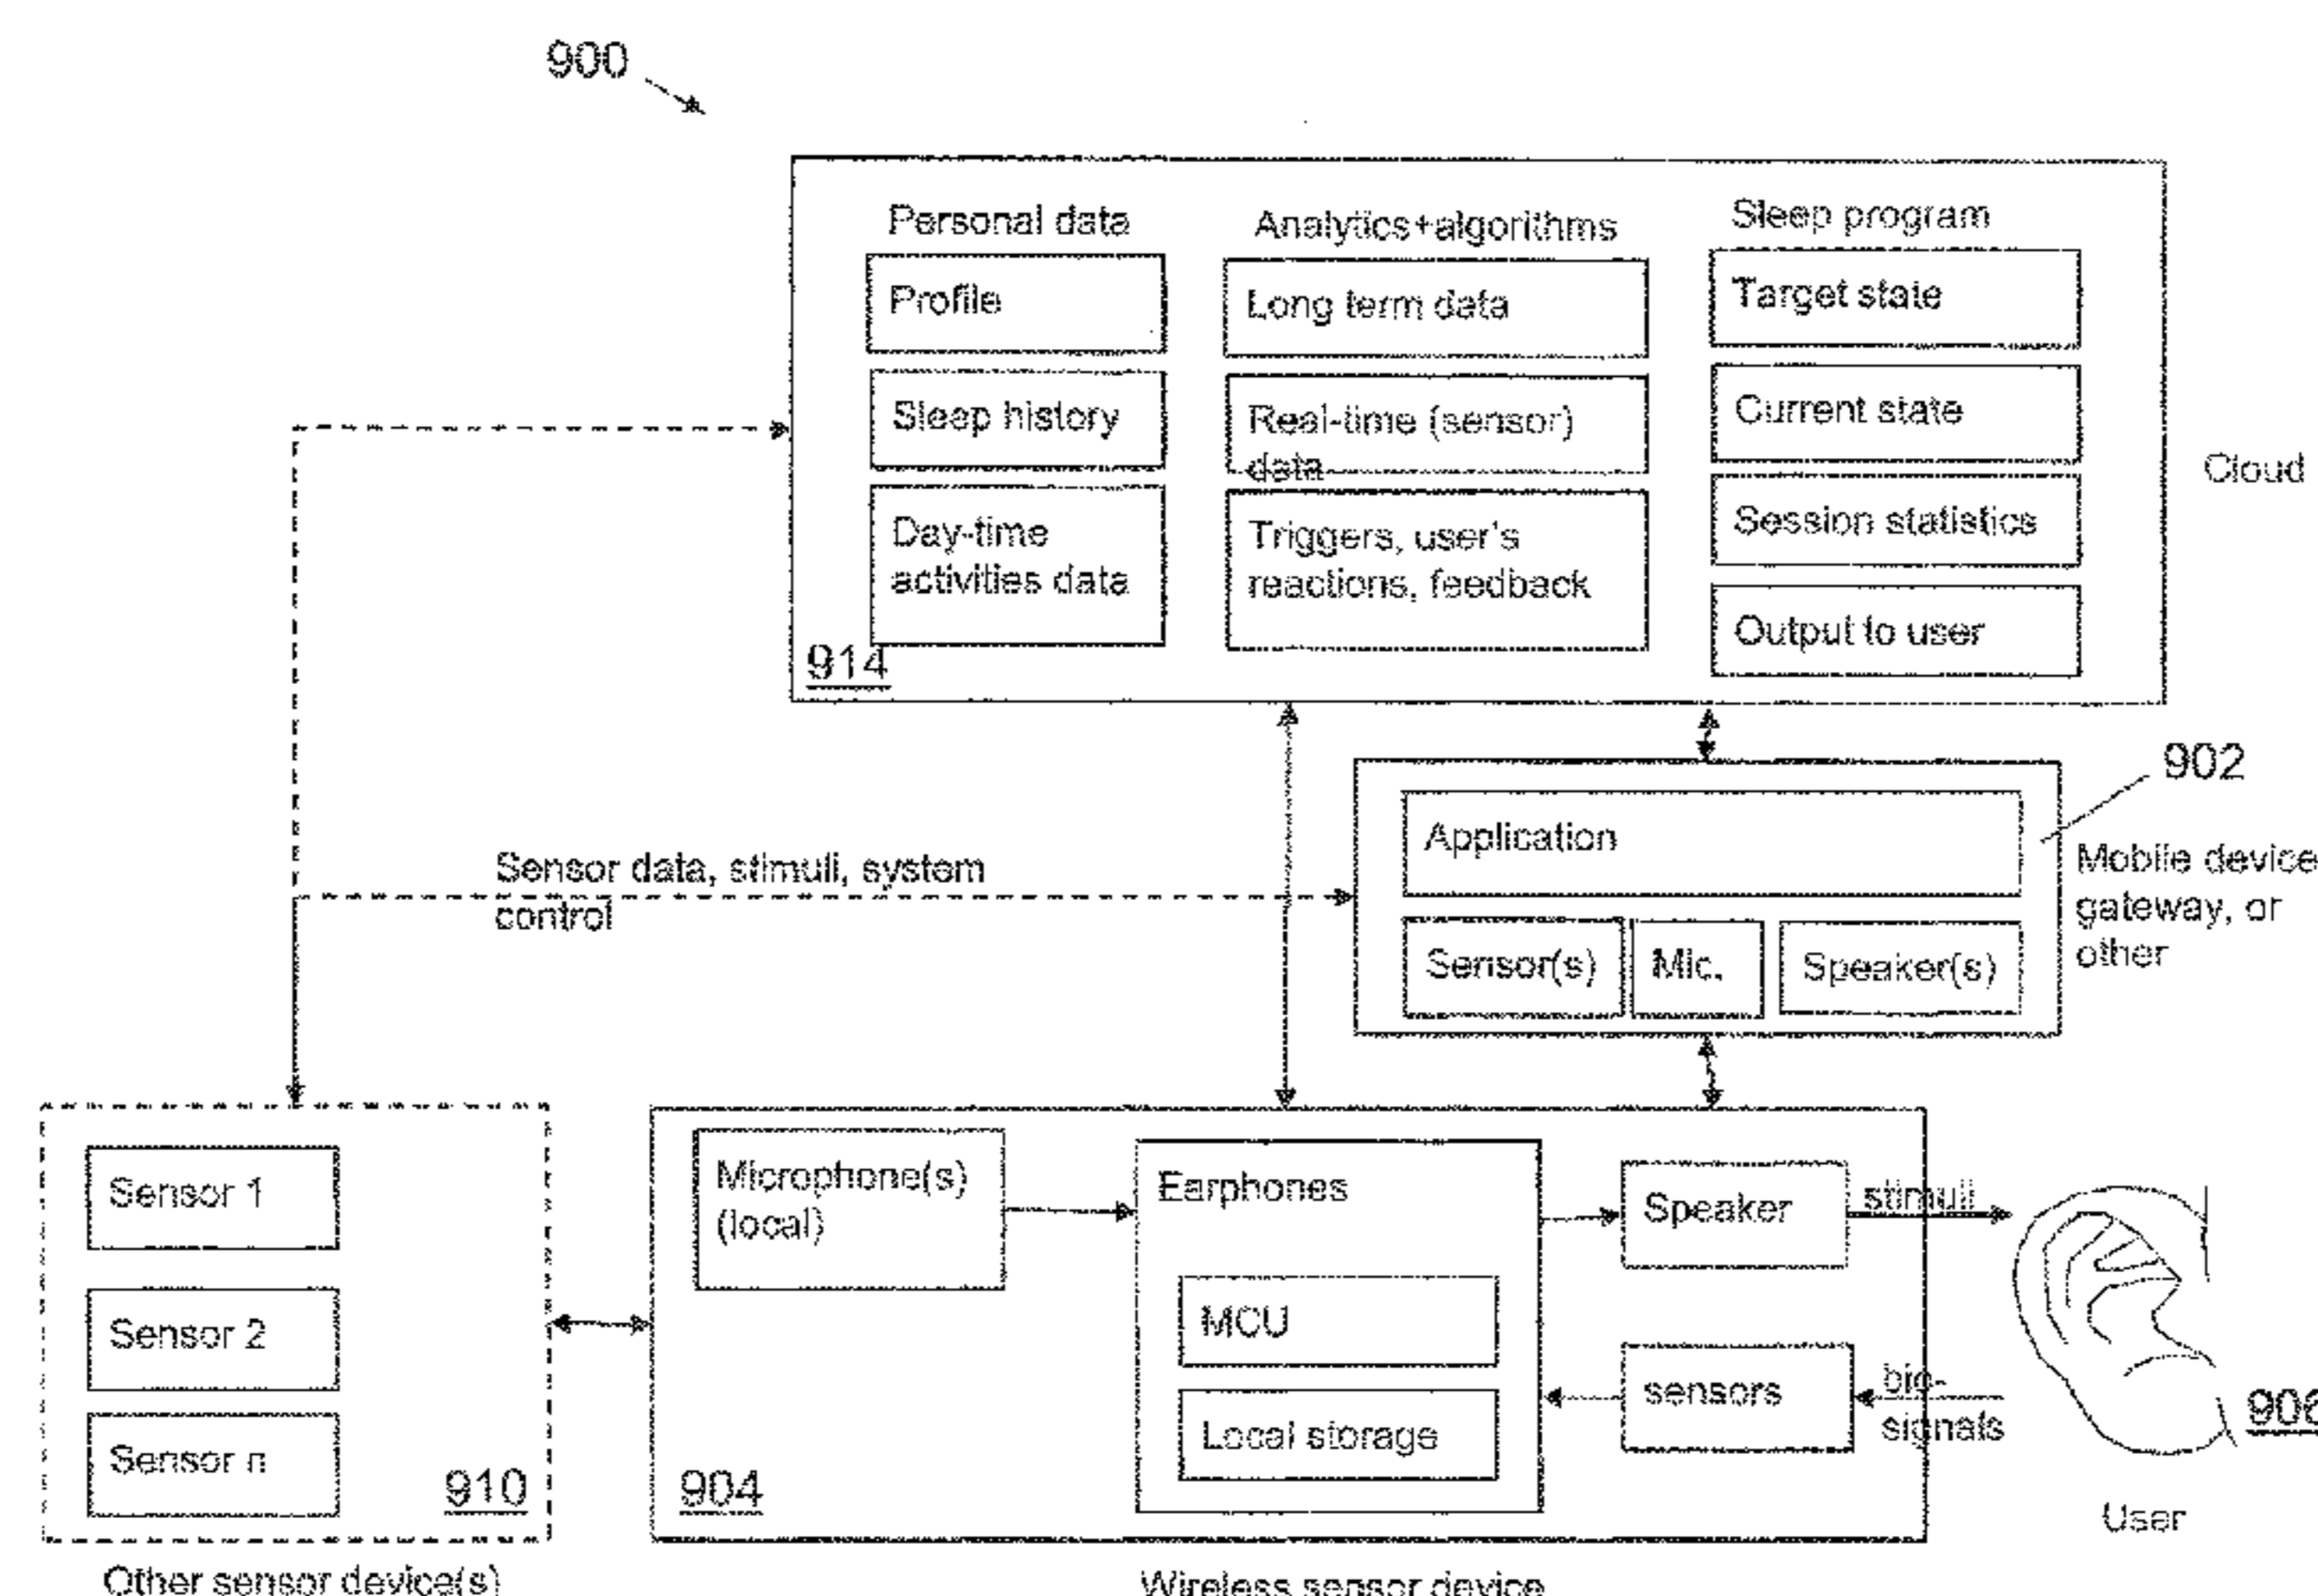 900
Personal data
Profile
Sleep history
Day-time
activities data
914
Analytics+algorithms
Long term data
Real-time (sensor)
data
Triggers, user's
reactions, feedback
Sleep program
Target state
Current state
Session statistics
Output to user
Cloud
902
Application
Sensor(s)
Mic.
Speaker(s)
Mobile device
gateway, or
other
Sensor data, stimuli, system
control
Sensor 1
Sensor 2
Sensor n
910
Other sensor device(s)
Microphone(s)
(local)
904
Earphones
MCU
Local storage
Speaker
sensors
stimuli
bio-
signals
Wireless sensor device
906
User